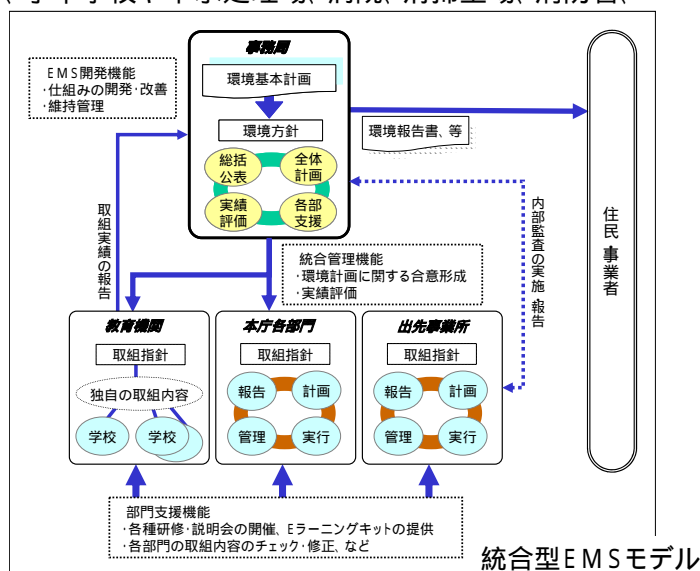 事務局
EMS開発機能
・仕組みの開発・改善
・維持管理
環境基本計画
環境方針
環境報告書、等
総括
公表
全体
計画
実績
評価
各部
支援
取組実績の報告
内部監査の実施・報告
住民・事業者
統合管理機能
・環境計画に関する合意形成
・実績評価
教育機関
取組指針
独自の取組内容
学校
学校
本庁各部門
取組指針
報告
計画
管理
実行
出先事業所
取組指針
報告
計画
管理
実行
部門支援機能
・各種研修・説明会の開催、Eラーニングキットの提供
・各部門の取組内容のチェック・修正、など
統合型EMSモデル